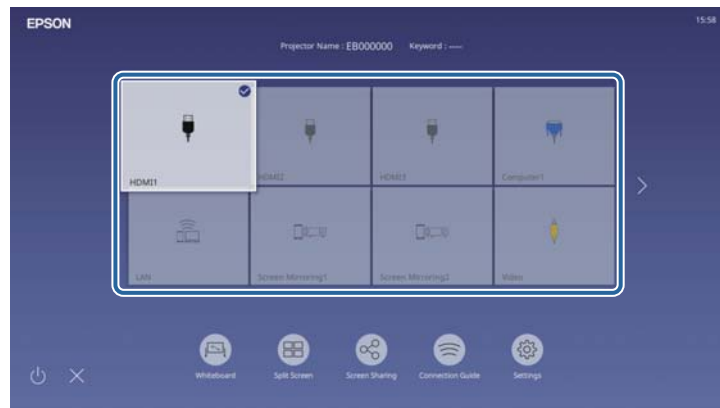 EPSON
15:58
Projector Name : EB000000 Keyword : -----
HDMI1
HDMI2
HDMI3
Computer1
LAN
Screen Mirroring1
Screen Mirroring2
Video
Whiteboard
Split Screen
Screen Sharing
Connection Guide
Settings